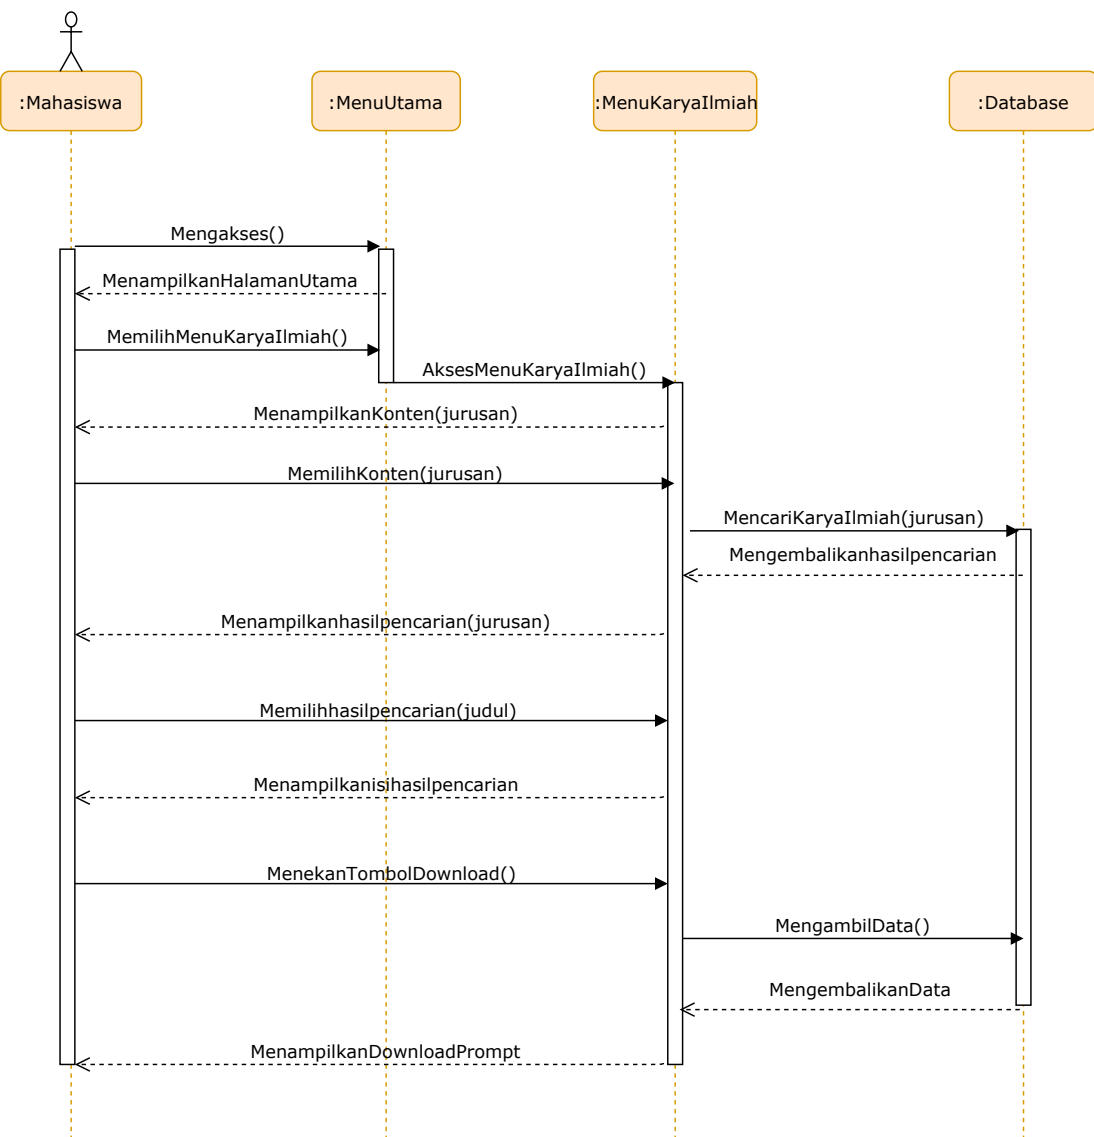 :Mahasiswa
:MenuUtama
:MenuKaryaIlmiah
:Database
Mengakses()
MenampilkanHalamanUtama
MemilihMenuKaryaIlmiah()
AksesMenuKaryaIlmiah()
MenampilkanKonten(jurusan)
MemilihKonten(jurusan)
MencariKaryaIlmiah(jurusan)
Mengembalikanhasilpencarian
Menampilkanhasilpencarian(jurusan)
Memilihhasilpencarian(judul)
Menampilkanisihasilpencarian
MenekanTombolDownload()
MengambilData()
MengembalikanData
MenampilkanDownloadPrompt